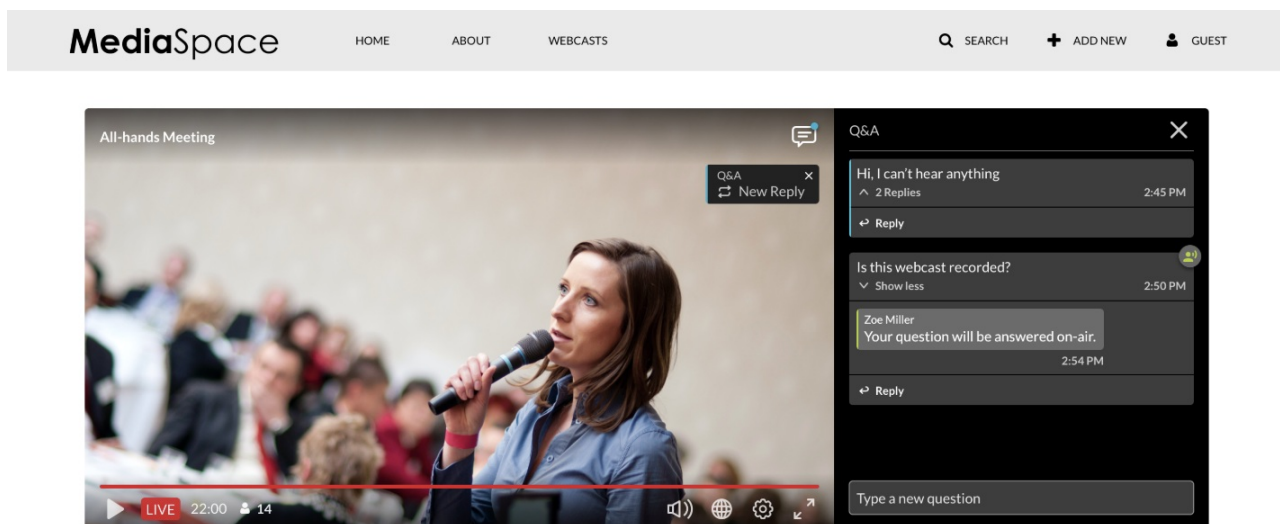 MediaSpace
HOME
ABOUT
WEBCASTS
SEARCH
ADD NEW
GUEST
All-hands Meeting
Q&A
New Reply
LIVE 22:00 14
Q&A
Hi, I can't hear anything
2 Replies 2:45 PM
Reply
Is this webcast recorded?
Show less 2:50 PM
Zoe Miller
Your question will be answered on-air.
2:54 PM
Reply
Type a new question